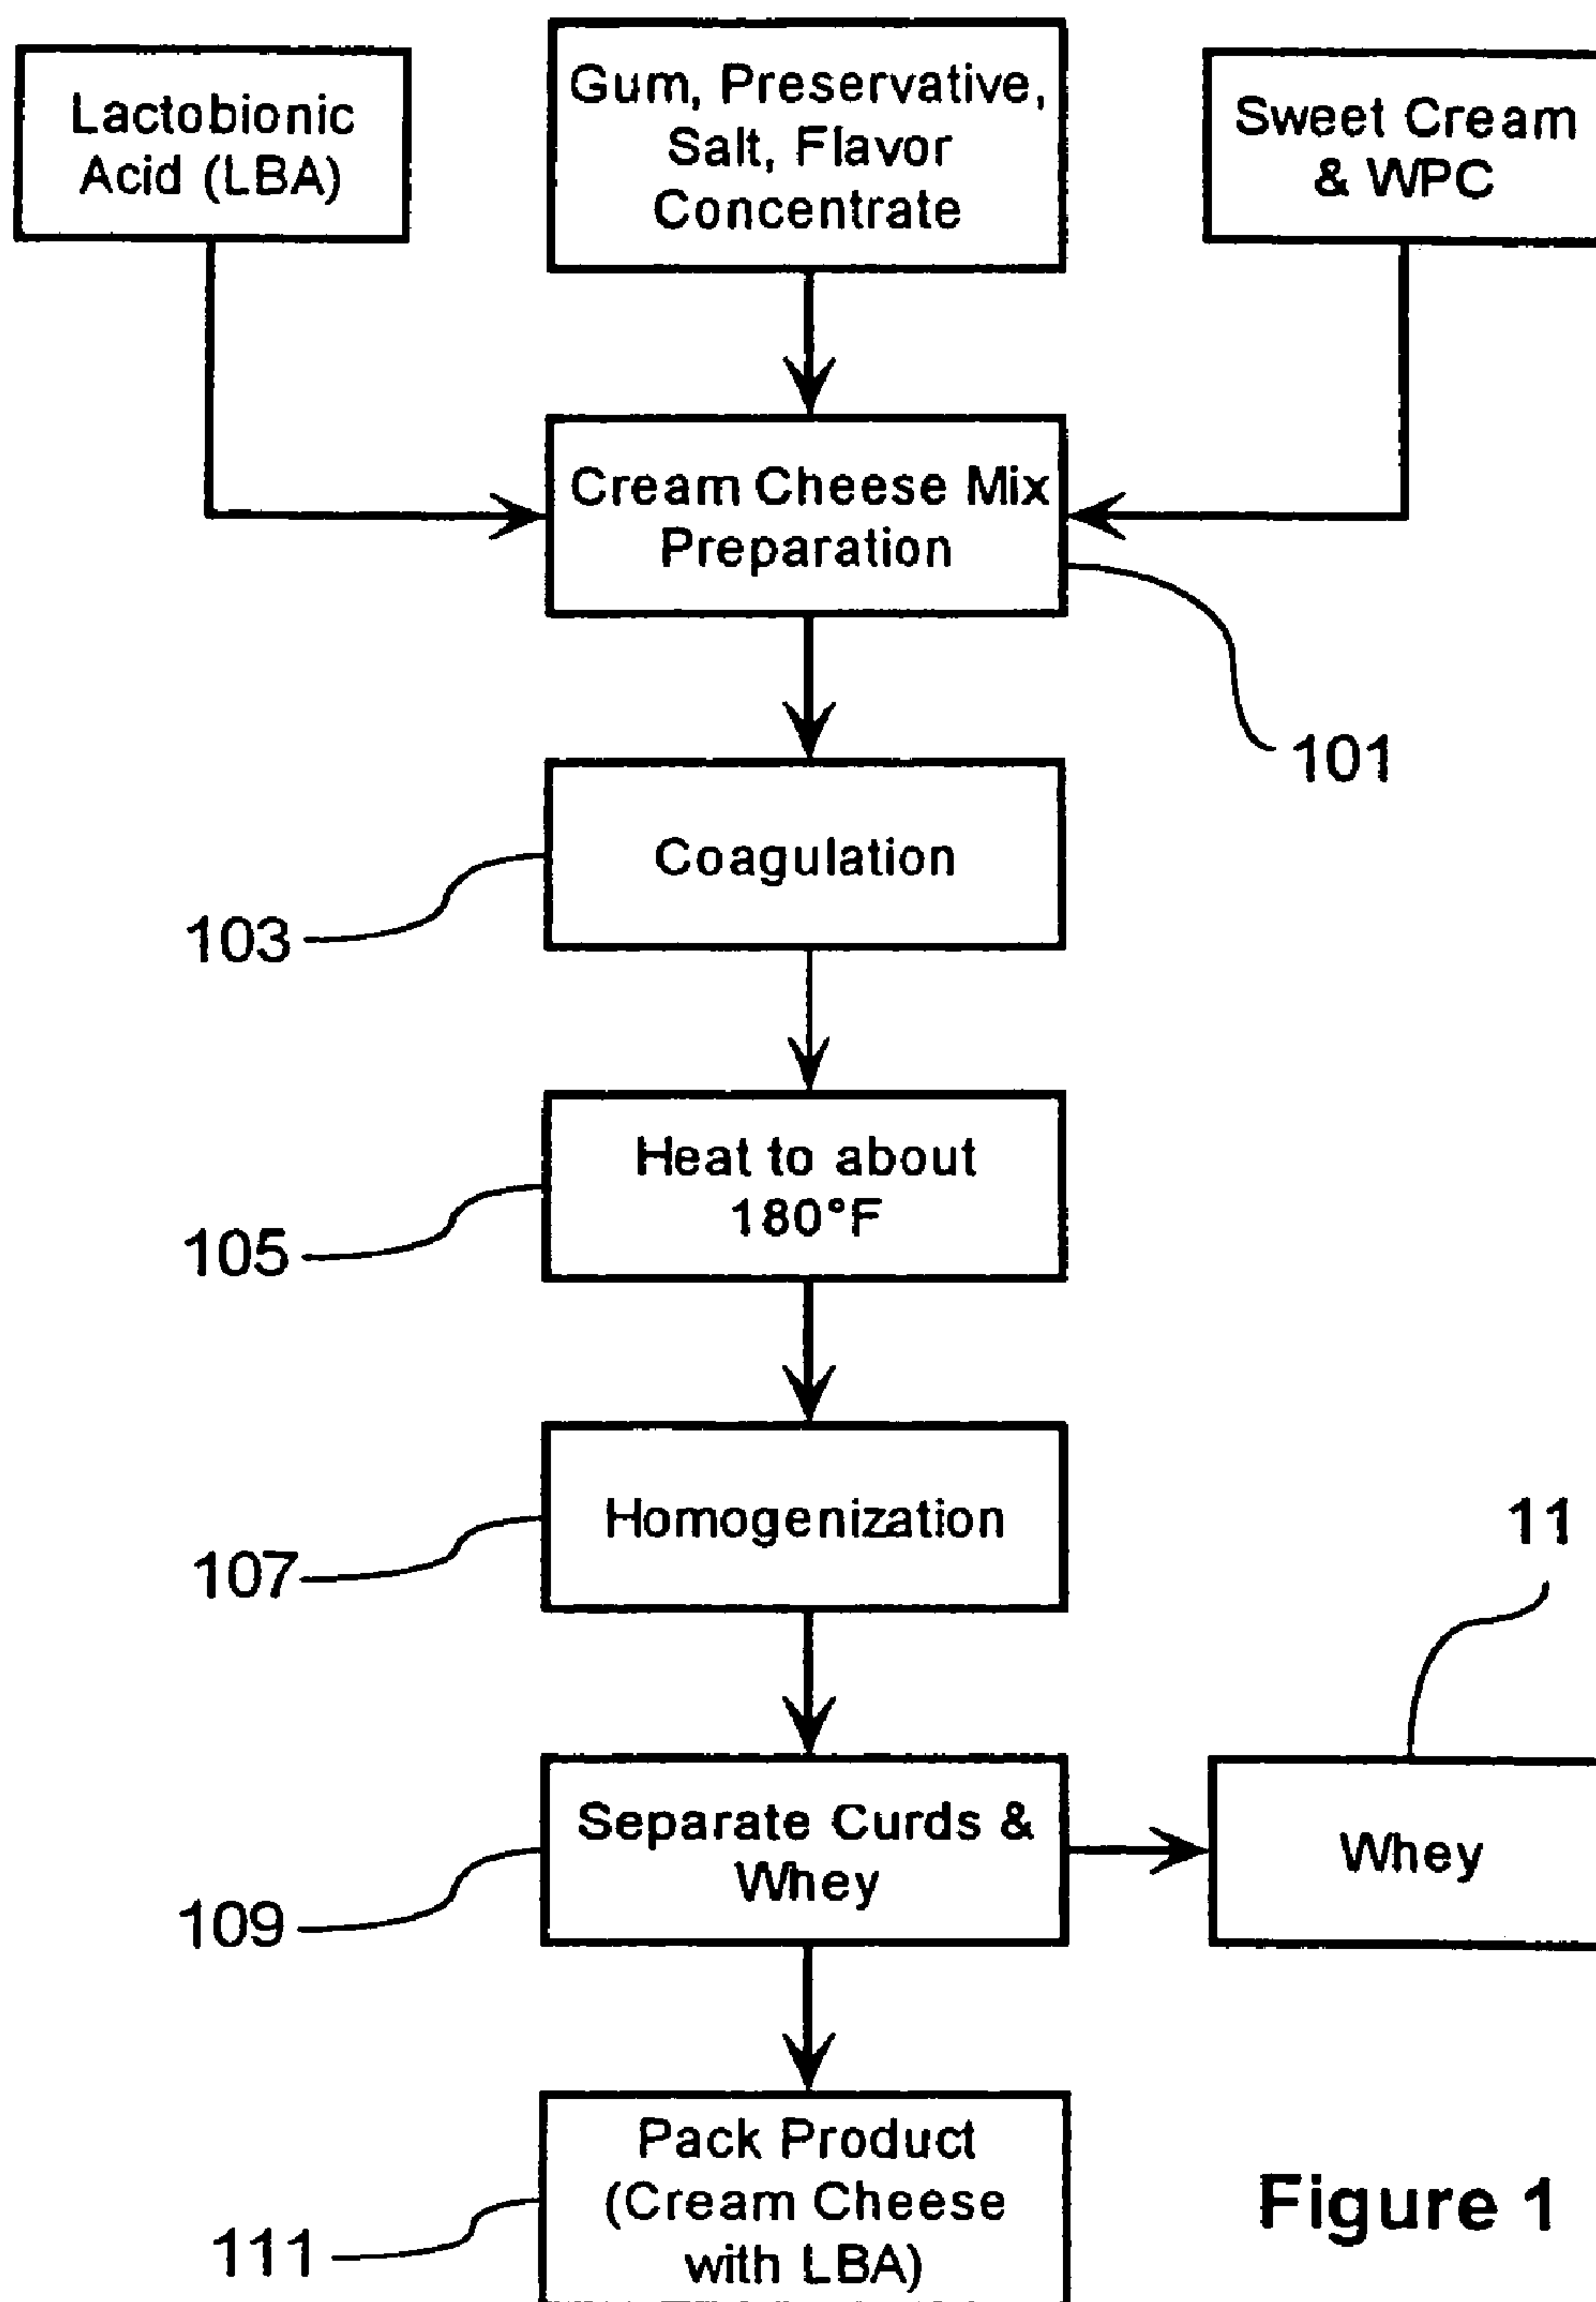 Lactobionic
Acid (LBA)
Gum, Preservative,
Salt, Flavor
Concentrate
Sweet Cream
& WPC
Cream Cheese Mix
Preparation
101
Coagulation
103
Heat to about
180°F
105
Homogenization
107
11
Separate Curds &
Whey
109
Whey
Pack Product
(Cream Cheese
with LBA)
111
Figure 1